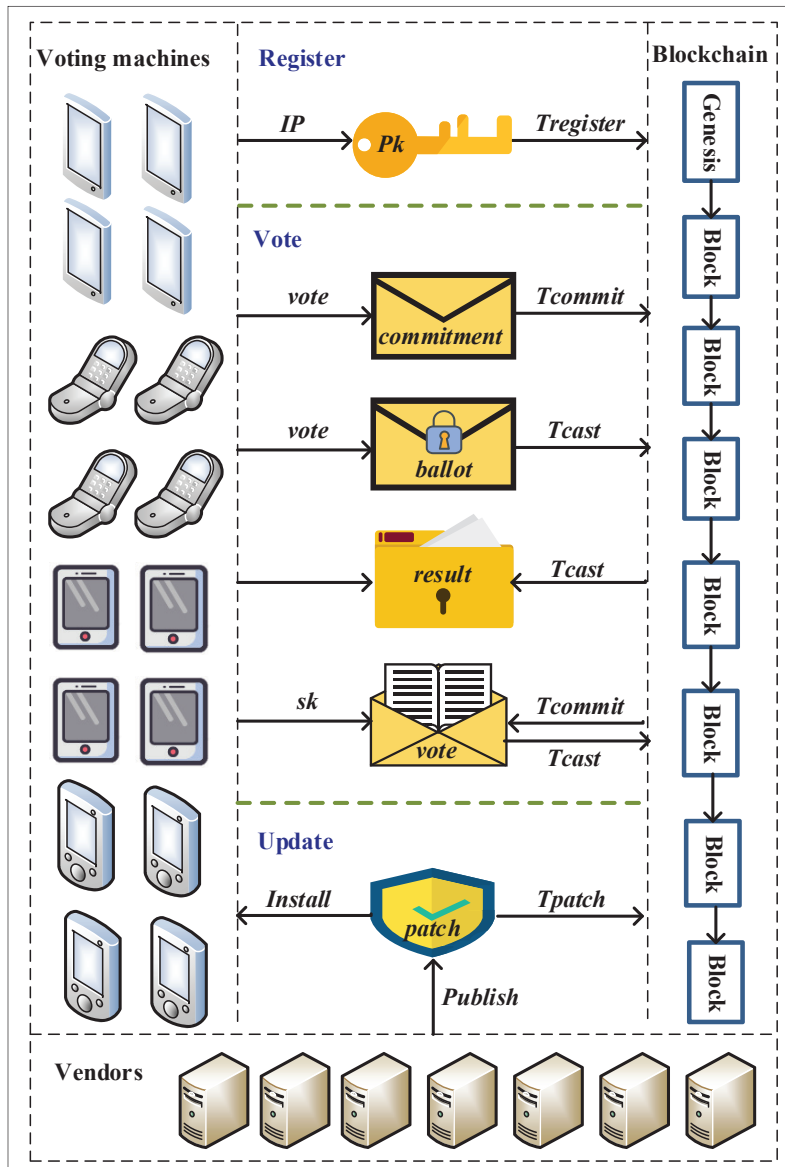 Voting machines
Register
Blockchain
IP
Pk
Tregister
Genesis
Block
Vote
vote
commitment
Tcommit
Block
vote
ballot
Tcast
Block
result
Tcast
Block
sk
vote
Tcommit
Tcast
Block
Update
Install
patch
Tpatch
Block
Publish
Block
Vendors